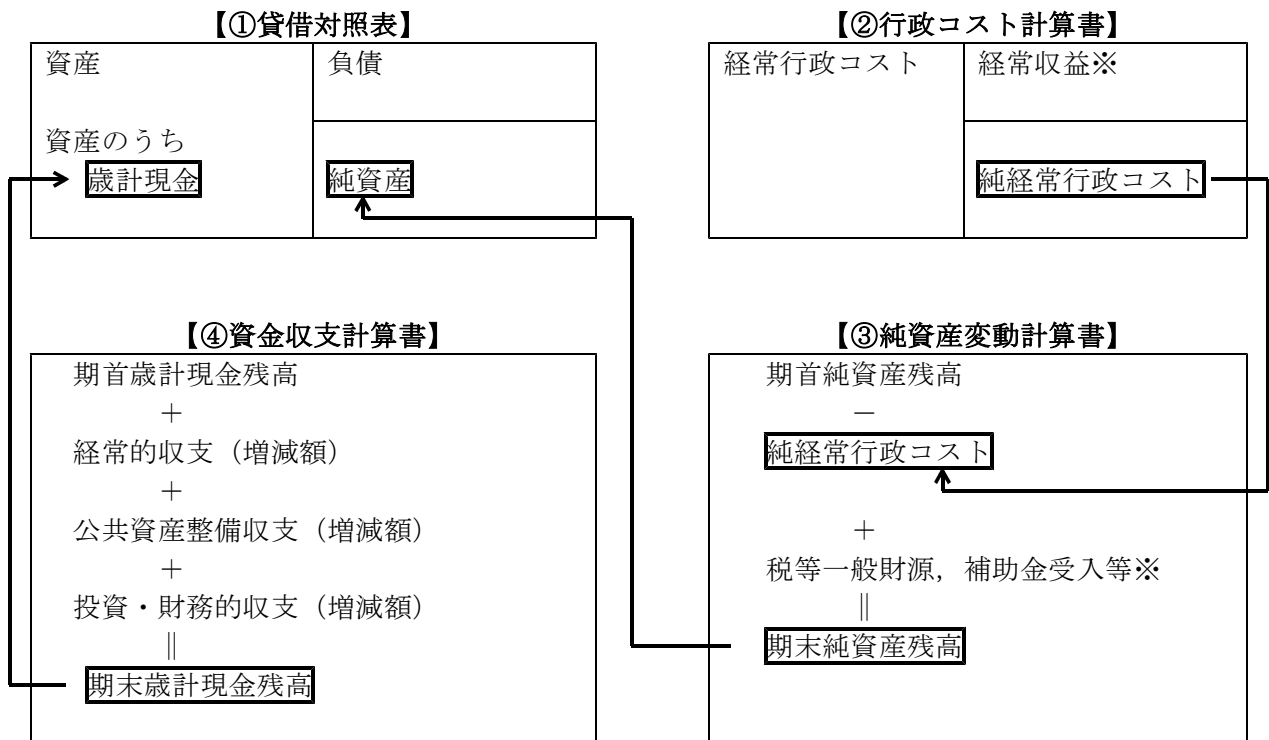 【①貸借対照表】
資産
負債
資産のうち
歳計現金
純資産
【②行政コスト計算書】
経常行政コスト
経常収益※
純経常行政コスト
【④資金収支計算書】
期首歳計現金残高
＋
経常的収支（増減額）
＋
公共資産整備収支（増減額）
＋
投資・財務的収支（増減額）
‖
期末歳計現金残高
【③純資産変動計算書】
期首純資産残高
－
純経常行政コスト
＋
税等一般財源，補助金受入等※
‖
期末純資産残高